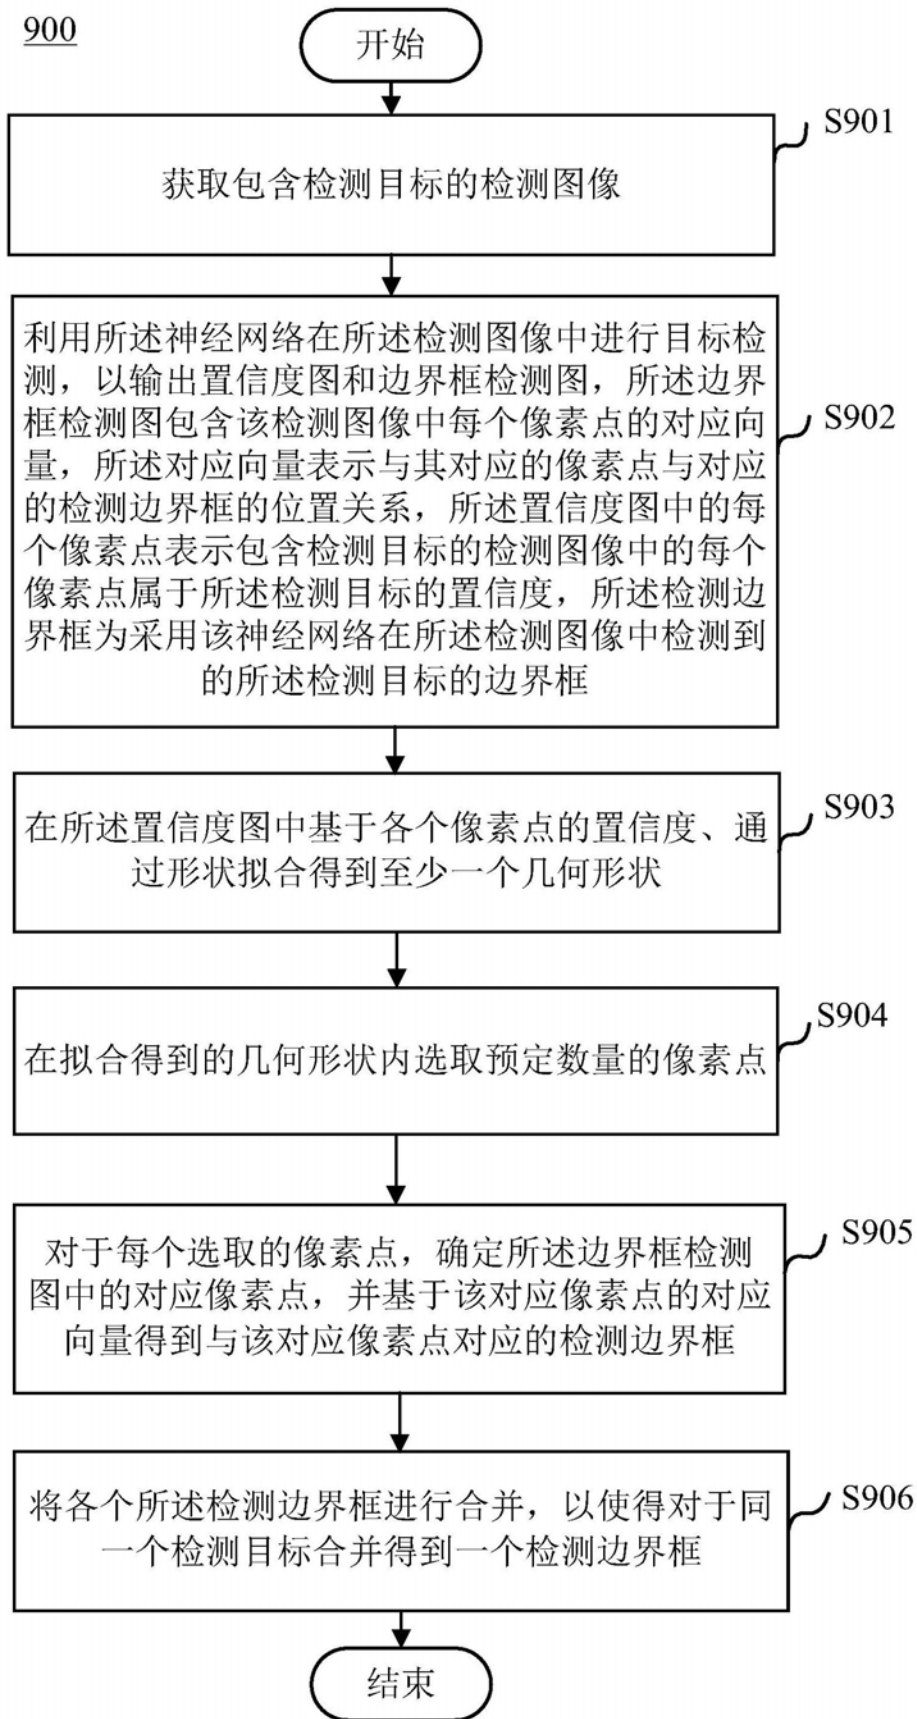 900
开始
S901
获取包含检测目标的检测图像
利用所述神经网络在所述检测图像中进行目标检
测，以输出置信度图和边界框检测图，所述边界
框检测图包含该检测图像中每个像素点的对应向
量，所述对应向量表示与其对应的像素点与对应
的检测边界框的位置关系，所述置信度图中的每
个像素点表示包含检测目标的检测图像中的每个
像素点属于所述检测目标的置信度，所述检测边
界框为采用该神经网络在所述检测图像中检测到
的所述检测目标的边界框
S902
在所述置信度图中基于各个像素点的置信度、通
过形状拟合得到至少一个几何形状
S903
在拟合得到的几何形状内选取预定数量的像素点
S904
对于每个选取的像素点，确定所述边界框检测
图中的对应像素点，并基于该对应像素点的对应
向量得到与该对应像素点对应的检测边界框
S905
将各个所述检测边界框进行合并，以使得对于同
一个检测目标合并得到一个检测边界框
S906
结束